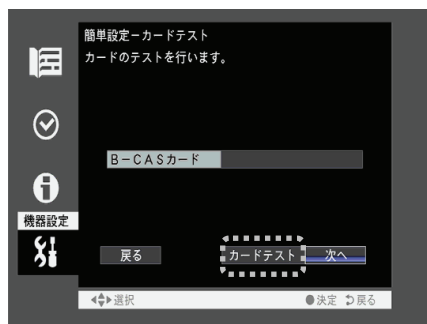 簡単設定－カードテスト
カードのテストを行います。
B－CASカード
機器設定
戻る
カードテスト
次へ
選択
決定
戻る